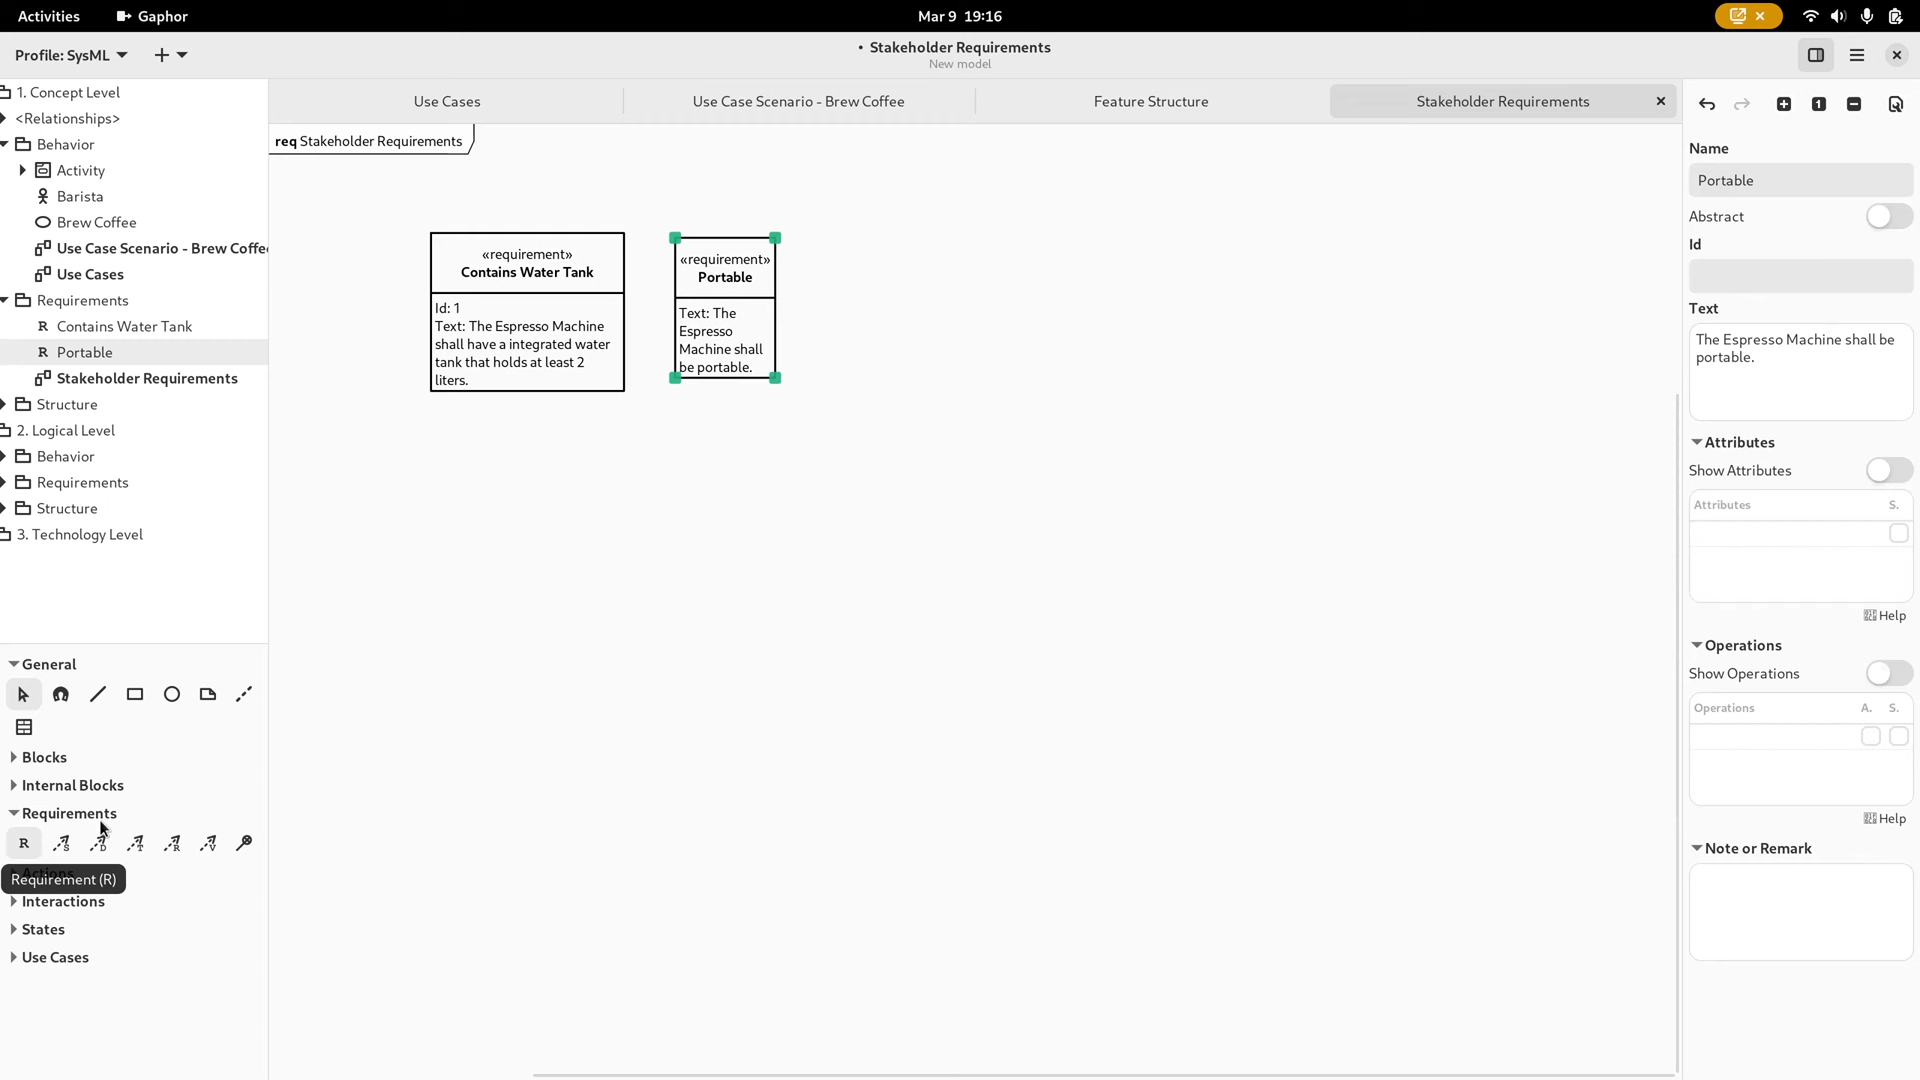 Activities
Gaphor
Mar 9 19:16
Profile: SysML
Stakeholder Requirements
New model
1. Concept Level
<Relationships>
Behavior
Activity
Barista
Brew Coffee
Use Case Scenario - Brew Coffe
Use Cases
Requirements
Contains Water Tank
Portable
Stakeholder Requirements
Structure
2. Logical Level
Behavior
Requirements
Structure
3. Technology Level
General
Blocks
Internal Blocks
Requirements
R
S
D
T
R
V
Actions
Requirement (R)
Interactions
States
Use Cases
Use Cases
Use Case Scenario - Brew Coffee
Feature Structure
Stakeholder Requirements
req Stakeholder Requirements
«requirement»
Contains Water Tank
Id: 1
Text: The Espresso Machine
shall have a integrated water
tank that holds at least 2
liters.
«requirement»
Portable
Text: The
Espresso
Machine shall
be portable.
Name
Portable
Abstract
Id
Text
The Espresso Machine shall be
portable.
Attributes
Show Attributes
Attributes S.
Help
Operations
Show Operations
Operations A. S.
Help
Note or Remark